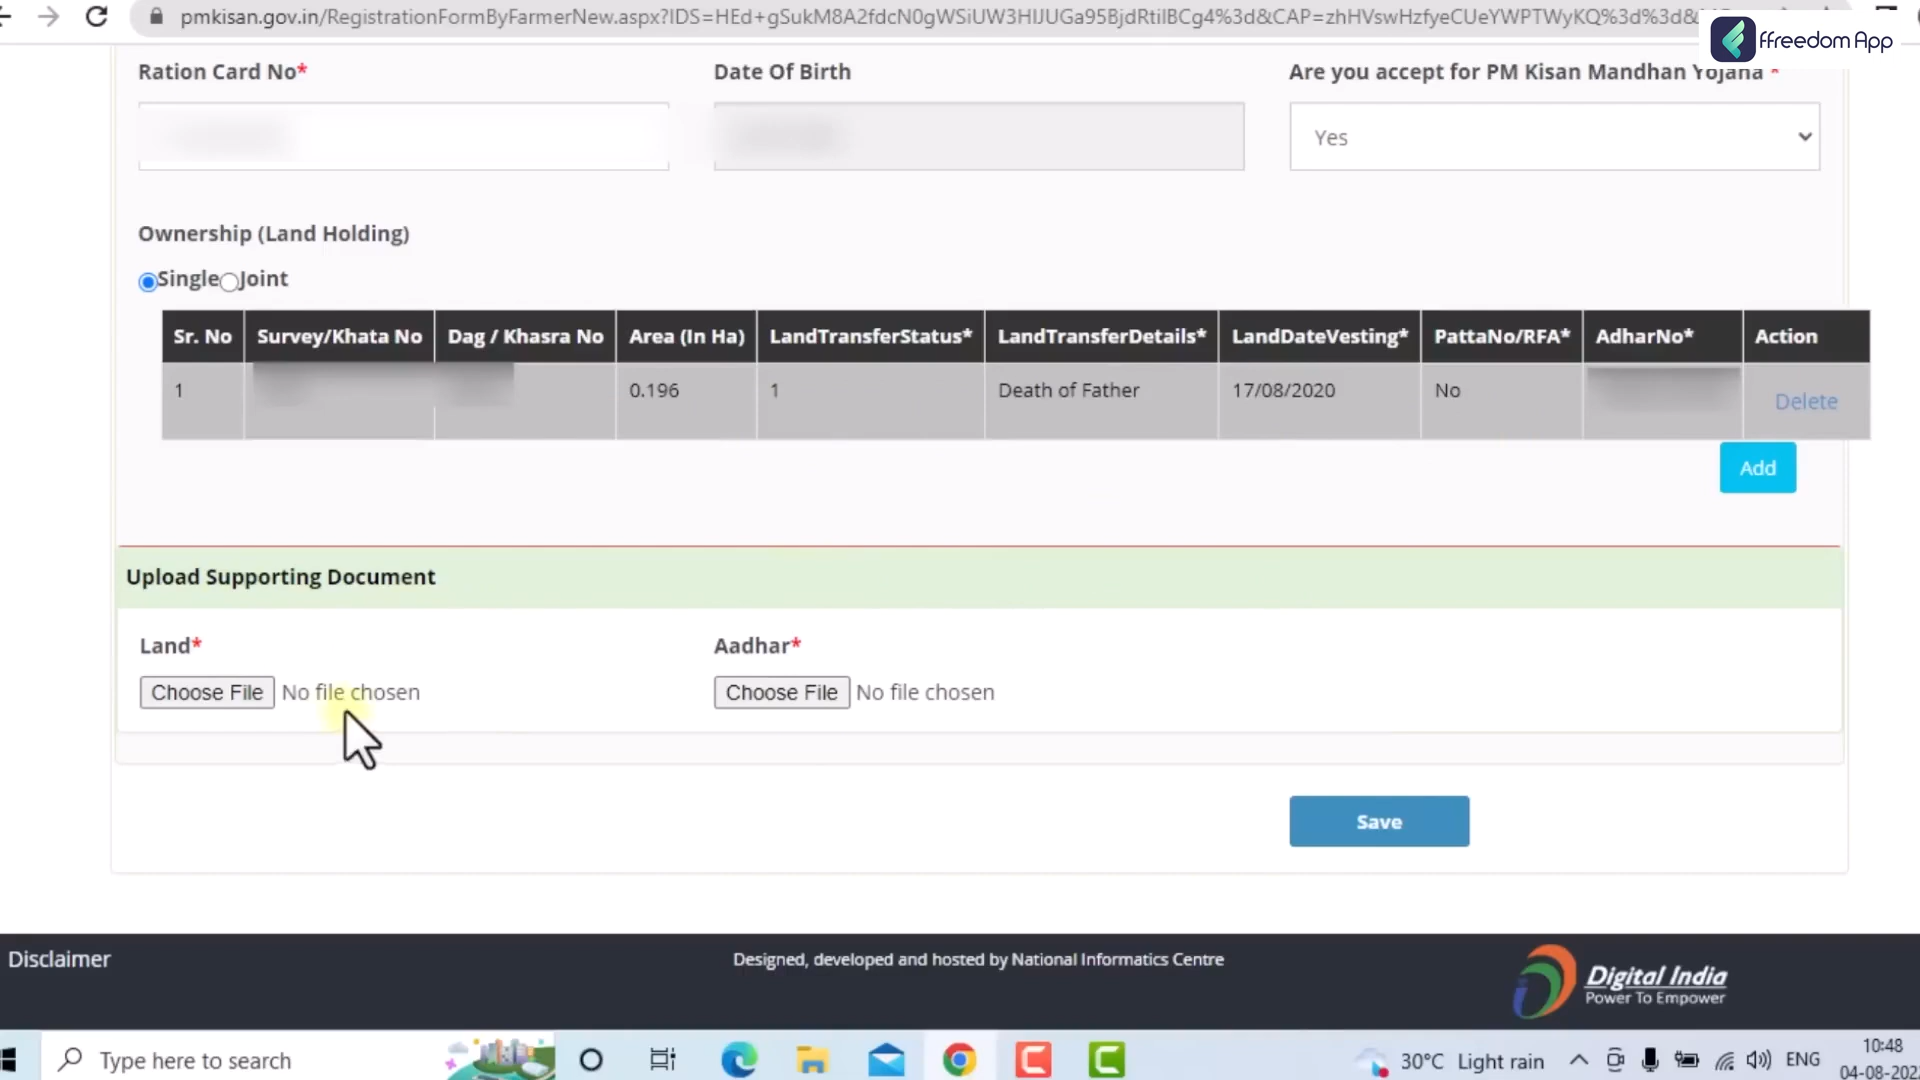 pmkisan.gov.in/RegistrationFormByFarmerNew.aspx?IDS=HEd+gSukM8A2fdcN0gWSiUW3HIJUGa95BjdRtilBCg4%3d&CAP=zhHVswHzfyeCUeYWPTWyKQ%3d%3d&
ffreedom App
Ration Card No* Date Of Birth Are you accept for PM Kisan Mandhan Yojana *
Yes
Ownership (Land Holding)
Single Joint
Sr. No Survey/Khata No Dag / Khasra No Area (In Ha) LandTransferStatus* LandTransferDetails* LandDateVesting* PattaNo/RFA* AdharNo* Action
1 0.196 1 Death of Father 17/08/2020 No Delete
Add
Upload Supporting Document
Land* Aadhar*
Choose File No file chosen Choose File No file chosen
Save
Disclaimer Designed, developed and hosted by National Informatics Centre Digital India
Power To Empower
Type here to search 30°C Light rain ENG 10:48
04-08-202